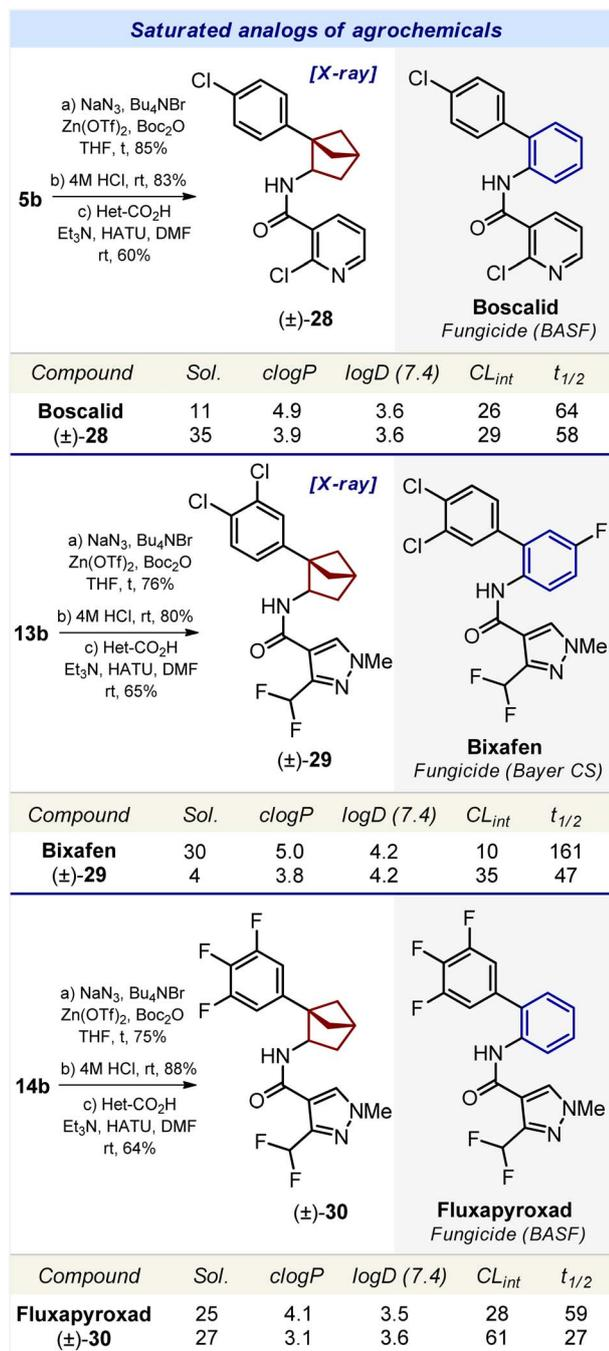 Saturated analogs of agrochemicals
a) NaN3, Bu4NBr
Zn(OTf)2, Boc2O
THF, t, 85%
b) 4M HCl, rt, 83%
5b
c) Het-CO2H
Et3N, HATU, DMF
rt, 60%
[X-ray]
Cl
HN
O
Cl
N
(±)-28
Cl
HN
O
Cl
N
Boscalid
Fungicide (BASF)
Compound Sol. clogP logD (7.4) CLint t1/2
Boscalid 11 4.9 3.6 26 64
(±)-28 35 3.9 3.6 29 58
a) NaN3, Bu4NBr
Zn(OTf)2, Boc2O
THF, t, 76%
b) 4M HCl, rt, 80%
13b
c) Het-CO2H
Et3N, HATU, DMF
rt, 65%
[X-ray]
Cl
Cl
HN
O
NMe
N
F
F
(±)-29
Cl
Cl
F
HN
O
NMe
N
F
F
Bixafen
Fungicide (Bayer CS)
Compound Sol. clogP logD (7.4) CLint t1/2
Bixafen 30 5.0 4.2 10 161
(±)-29 4 3.8 4.2 35 47
a) NaN3, Bu4NBr
Zn(OTf)2, Boc2O
THF, t, 75%
b) 4M HCl, rt, 88%
14b
c) Het-CO2H
Et3N, HATU, DMF
rt, 64%
F
F
F
HN
O
NMe
N
F
F
(±)-30
F
F
F
HN
O
NMe
N
F
F
Fluxapyroxad
Fungicide (BASF)
Compound Sol. clogP logD (7.4) CLint t1/2
Fluxapyroxad 25 4.1 3.5 28 59
(±)-30 27 3.1 3.6 61 27